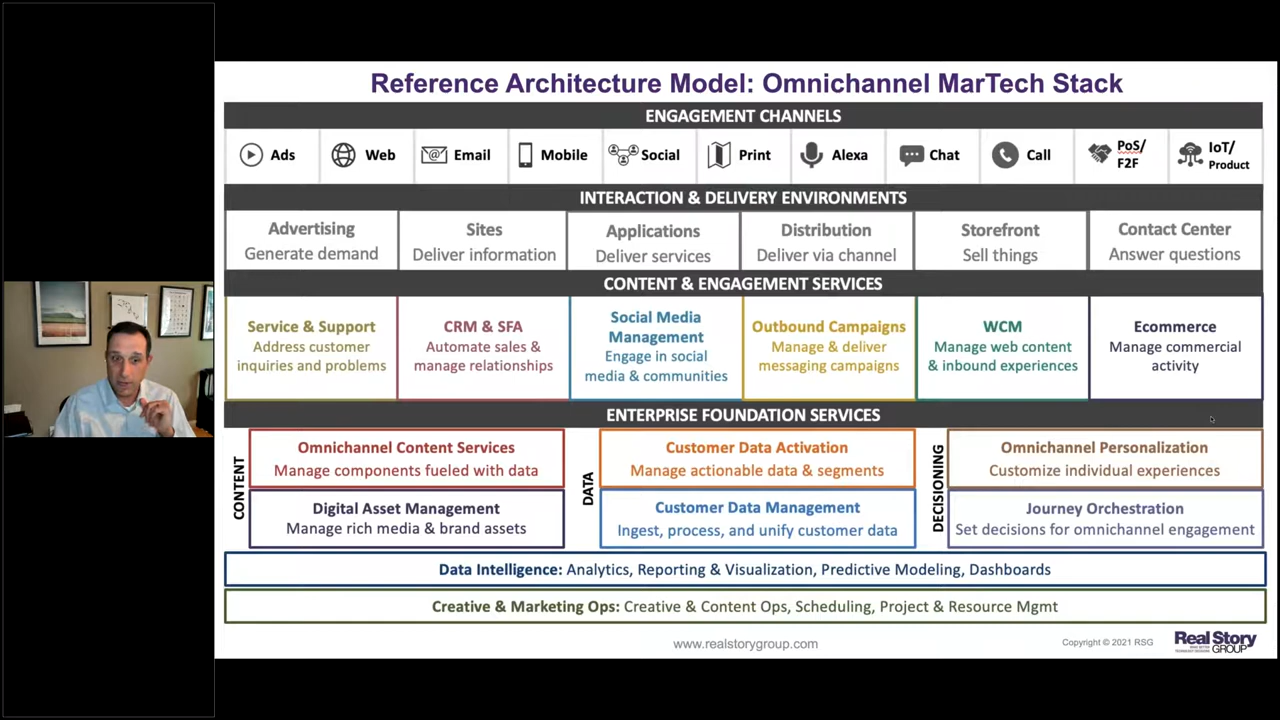 Reference Architecture Model: Omnichannel MarTech Stack
ENGAGEMENT CHANNELS
Ads
Web
Email
Mobile
Social
Print
Alexa
Chat
Call
PoS/
F2F
IoT/
Product
INTERACTION & DELIVERY ENVIRONMENTS
Advertising
Generate demand
Sites
Deliver information
Applications
Deliver services
Distribution
Deliver via channel
Storefront
Sell things
Contact Center
Answer questions
CONTENT & ENGAGEMENT SERVICES
Service & Support
Address customer
inquiries and problems
CRM & SFA
Automate sales &
manage relationships
Social Media
Management
Engage in social
media & communities
Outbound Campaigns
Manage & deliver
messaging campaigns
WCM
Manage web content
& inbound experiences
Ecommerce
Manage commercial
activity
ENTERPRISE FOUNDATION SERVICES
CONTENT
Omnichannel Content Services
Manage components fueled with data
Digital Asset Management
Manage rich media & brand assets
DATA
Customer Data Activation
Manage actionable data & segments
Customer Data Management
Ingest, process, and unify customer data
DECISIONING
Omnichannel Personalization
Customize individual experiences
Journey Orchestration
Set decisions for omnichannel engagement
Data Intelligence: Analytics, Reporting & Visualization, Predictive Modeling, Dashboards
Creative & Marketing Ops: Creative & Content Ops, Scheduling, Project & Resource Mgmt
www.realstorygroup.com
Copyright © 2021 RSG
Real Story
GROUP